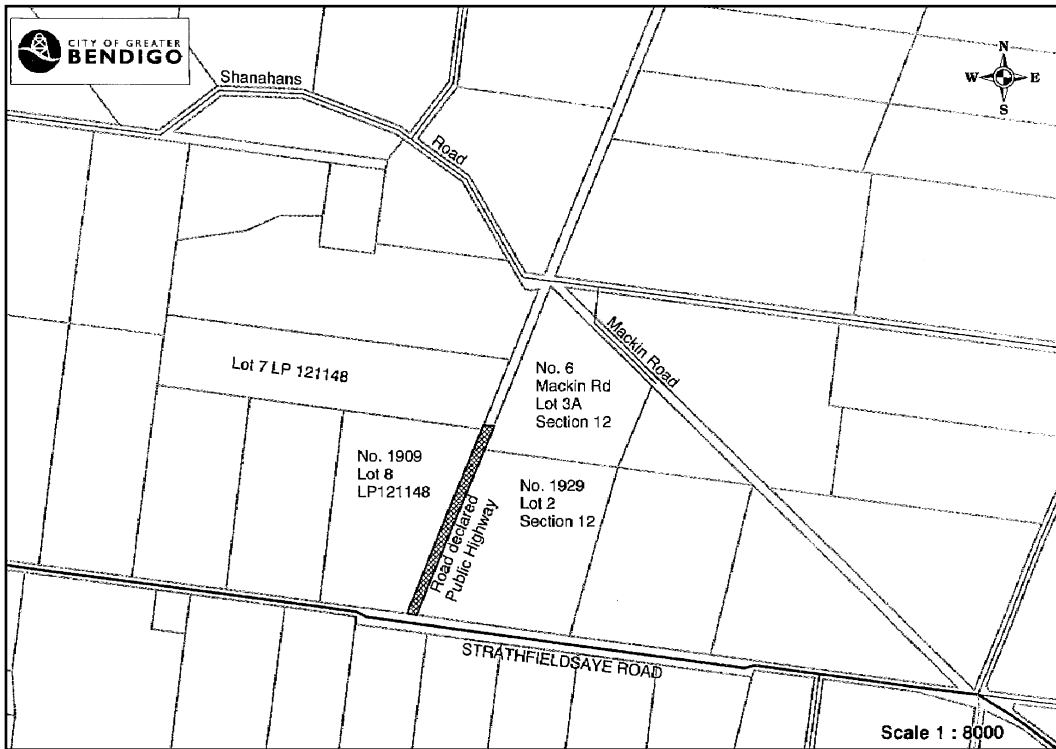 CITY OF GREATER
BENDIGO
N
W E
S
Shanahans
Road
Mackin Road
Lot 7 LP 121148
No. 6
Mackin Rd
Lot 3A
Section 12
No. 1909
Lot 8
LP121148
No. 1929
Lot 2
Section 12
Road declared
Public Highway
STRATHFIELDSAYE ROAD
Scale 1 : 8000